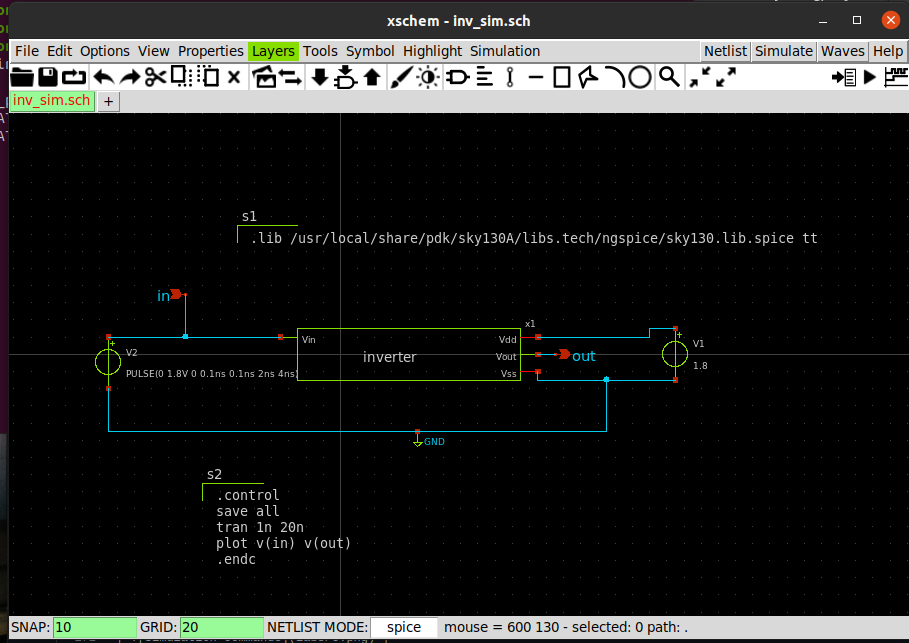 xschem - inv_sim.sch
File Edit Options View Properties Layers Tools Symbol Highlight Simulation Netlist Simulate Waves Help
inv_sim.sch +
s1
.lib /usr/local/share/pdk/sky130A/libs.tech/ngspice/sky130.lib.spice tt
in
x1
Vin
Vdd
V2
inverter
Vout
out
V1
PULSE(0 1.8V 0 0.1ns 0.1ns 2ns 4ns)
Vss
1.8
GND
s2
.control
save all
tran 1n 20n
plot v(in) v(out)
.endc
SNAP: 10 GRID: 20 NETLIST MODE: spice mouse = 600 130 - selected: 0 path: .